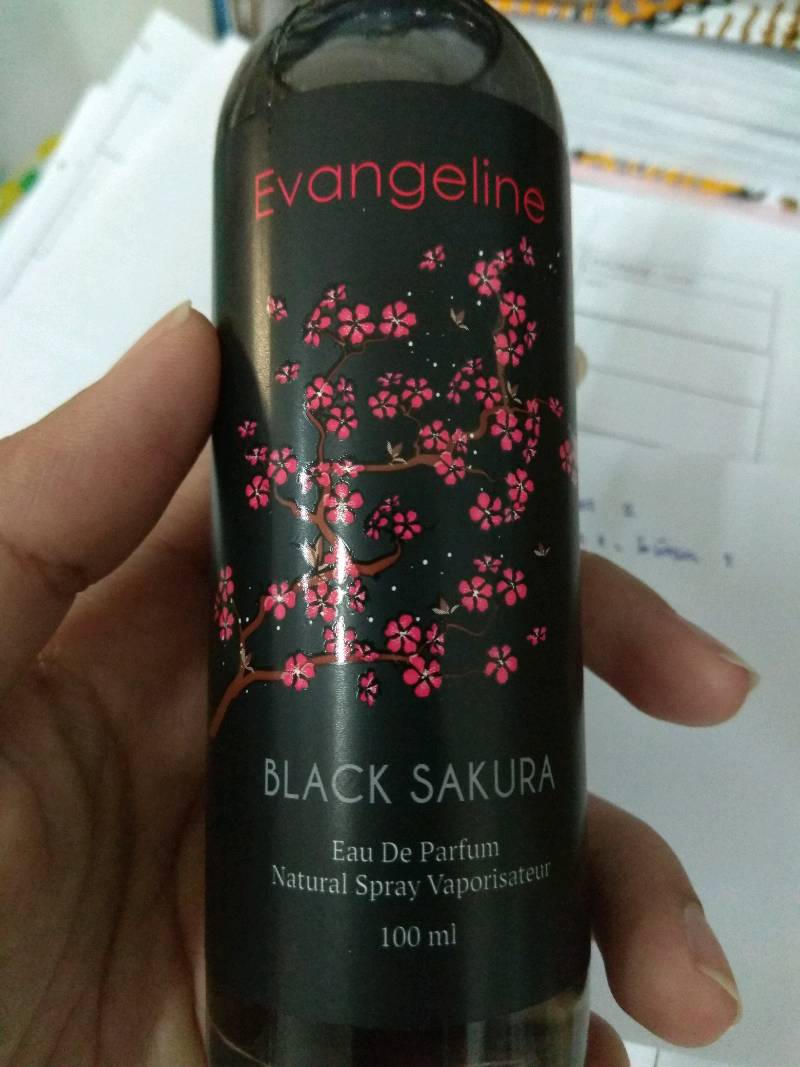 Evangeline
BLACK SAKURA
Eau De Parfum
Natural Spray Vaporisateur
100 ml